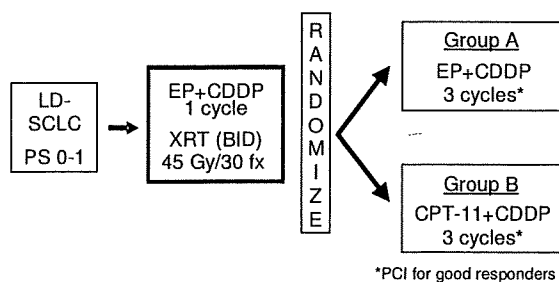 LD-
SCLC
PS 0-1
EP+CDDP
1 cycle
XRT (BID)
45 Gy/30 fx
RANDOMIZE
Group A
EP+CDDP
3 cycles*
Group B
CPT-11+CDDP
3 cycles*
*PCI for good responders